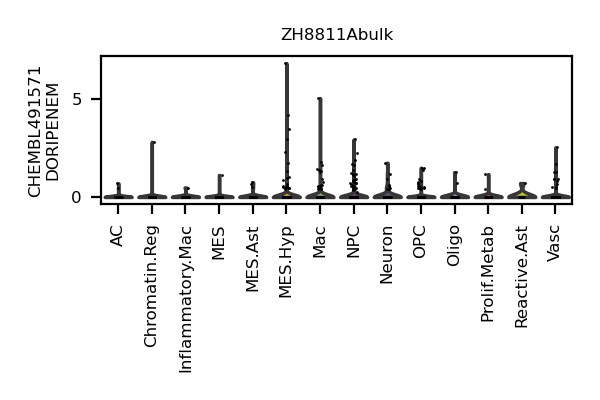 ZH8811Abulk
CHEMBL491571
DORIPENEM
5
0
AC
Chromatin.Reg
Inflammatory.Mac
MES
MES.Ast
MES.Hyp
Mac
NPC
Neuron
OPC
Oligo
Prolif.Metab
Reactive.Ast
Vasc